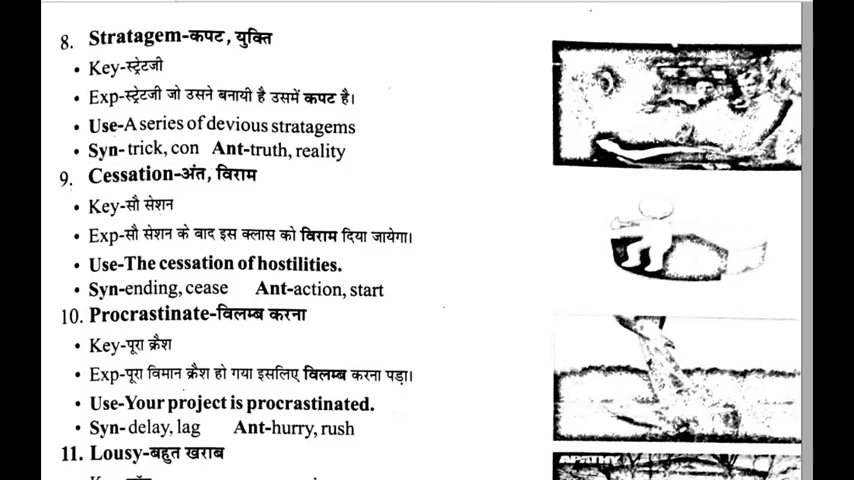 8. Stratagem-कपट, युक्ति
• Key-स्ट्रेटजी
• Exp-स्ट्रेटजी जो उसने बनायी है उसमें कपट है।
• Use-A series of devious stratagems
• Syn- trick, con Ant-truth, reality
9. Cessation-अंत, विराम
• Key-सौ सेशन
• Exp-सौ सेशन के बाद इस क्लास को विराम दिया जायेगा।
• Use-The cessation of hostilities.
• Syn-ending, cease Ant-action, start
10. Procrastinate-विलम्ब करना
• Key-पूरा क्रैश
• Exp-पूरा विमान क्रैश हो गया इसलिए विलम्ब करना पड़ा।
• Use-Your project is procrastinated.
• Syn- delay, lag Ant-hurry, rush
11. Lousy-बहुत खराब
APATHY